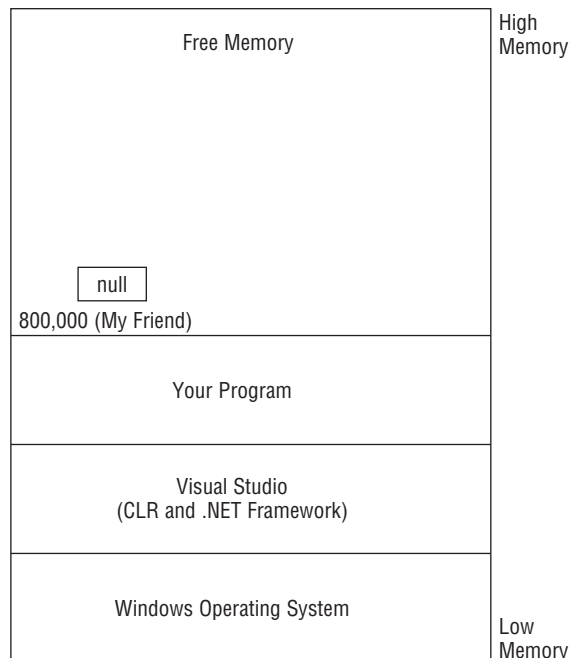 High
Memory
Free Memory
null
800,000 (My Friend)
Your Program
Visual Studio
(CLR and .NET Framework)
Windows Operating System
Low
Memory